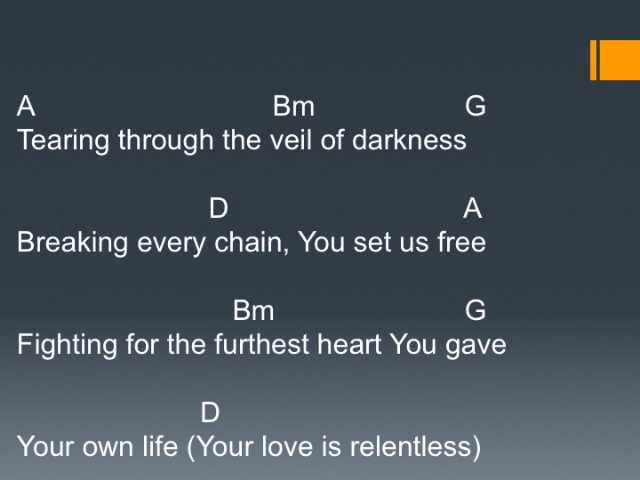 A Bm G
Tearing through the veil of darkness
D A
Breaking every chain, You set us free
Bm G
Fighting for the furthest heart You gave
D
Your own life (Your love is relentless)